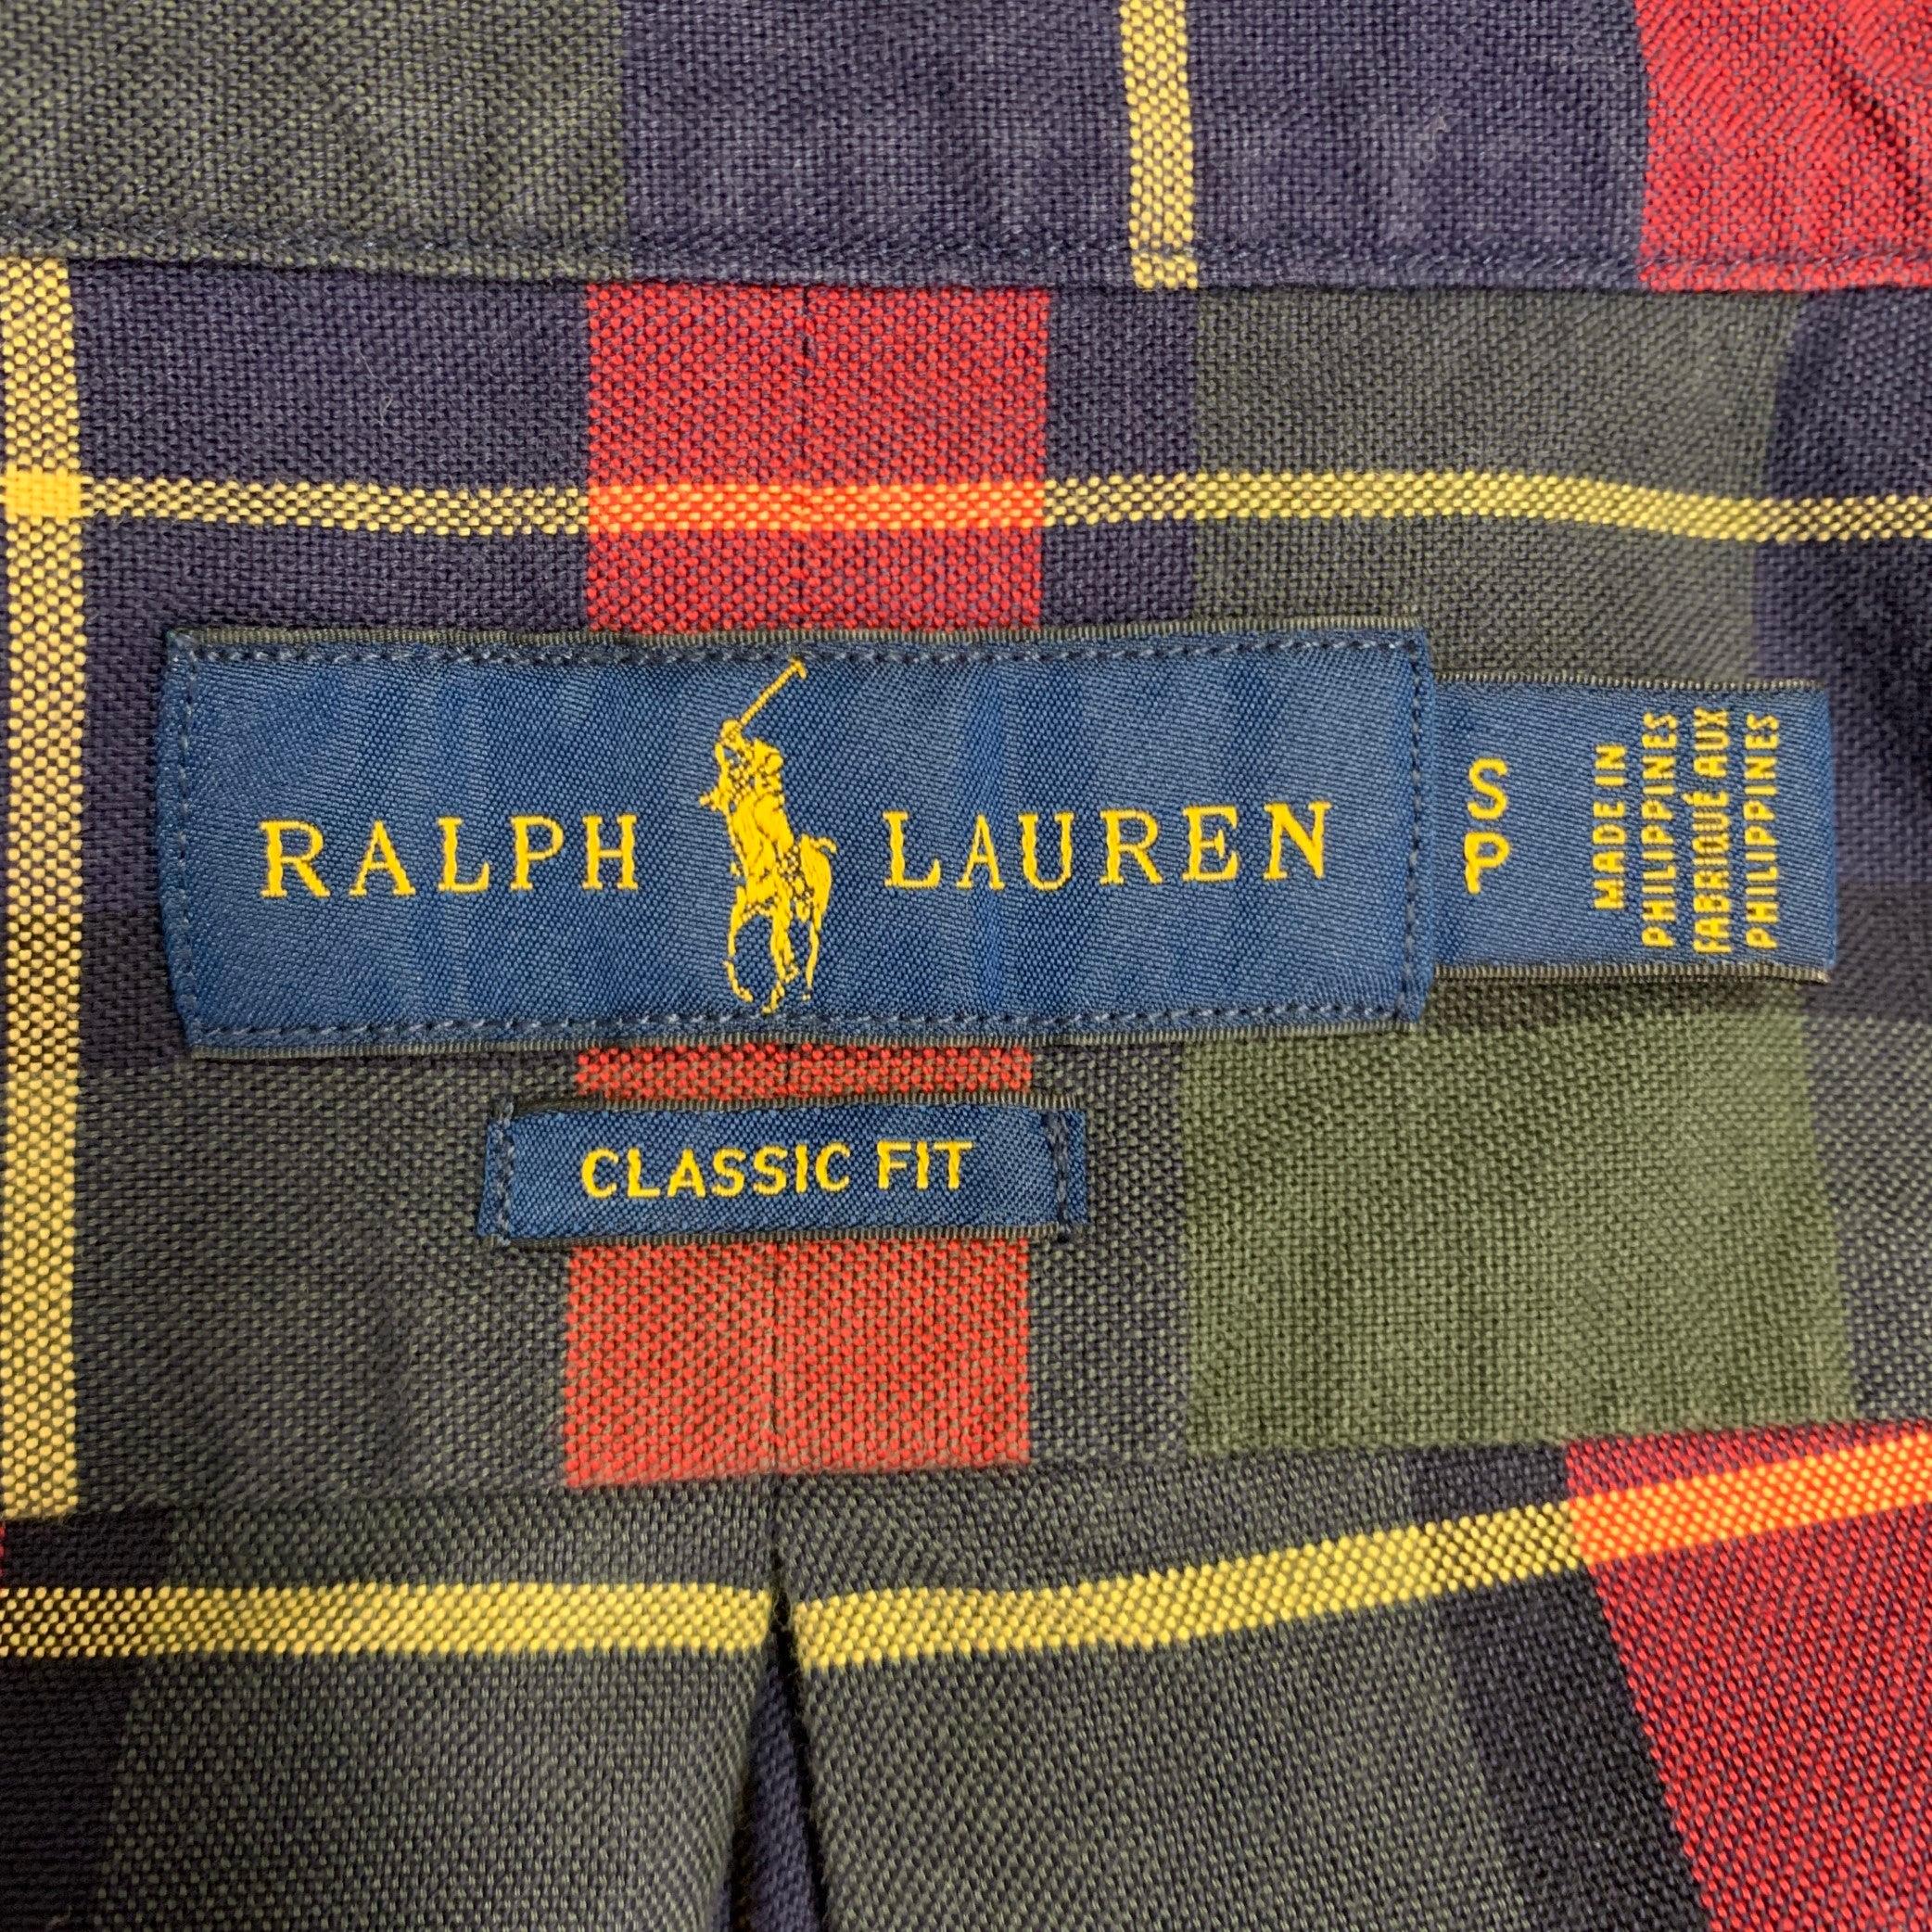 RALPH LAUREN
S
P
MADE IN
PHILIPPINES
FABRIQUÉ AUX
PHILIPPINES
CLASSIC FIT